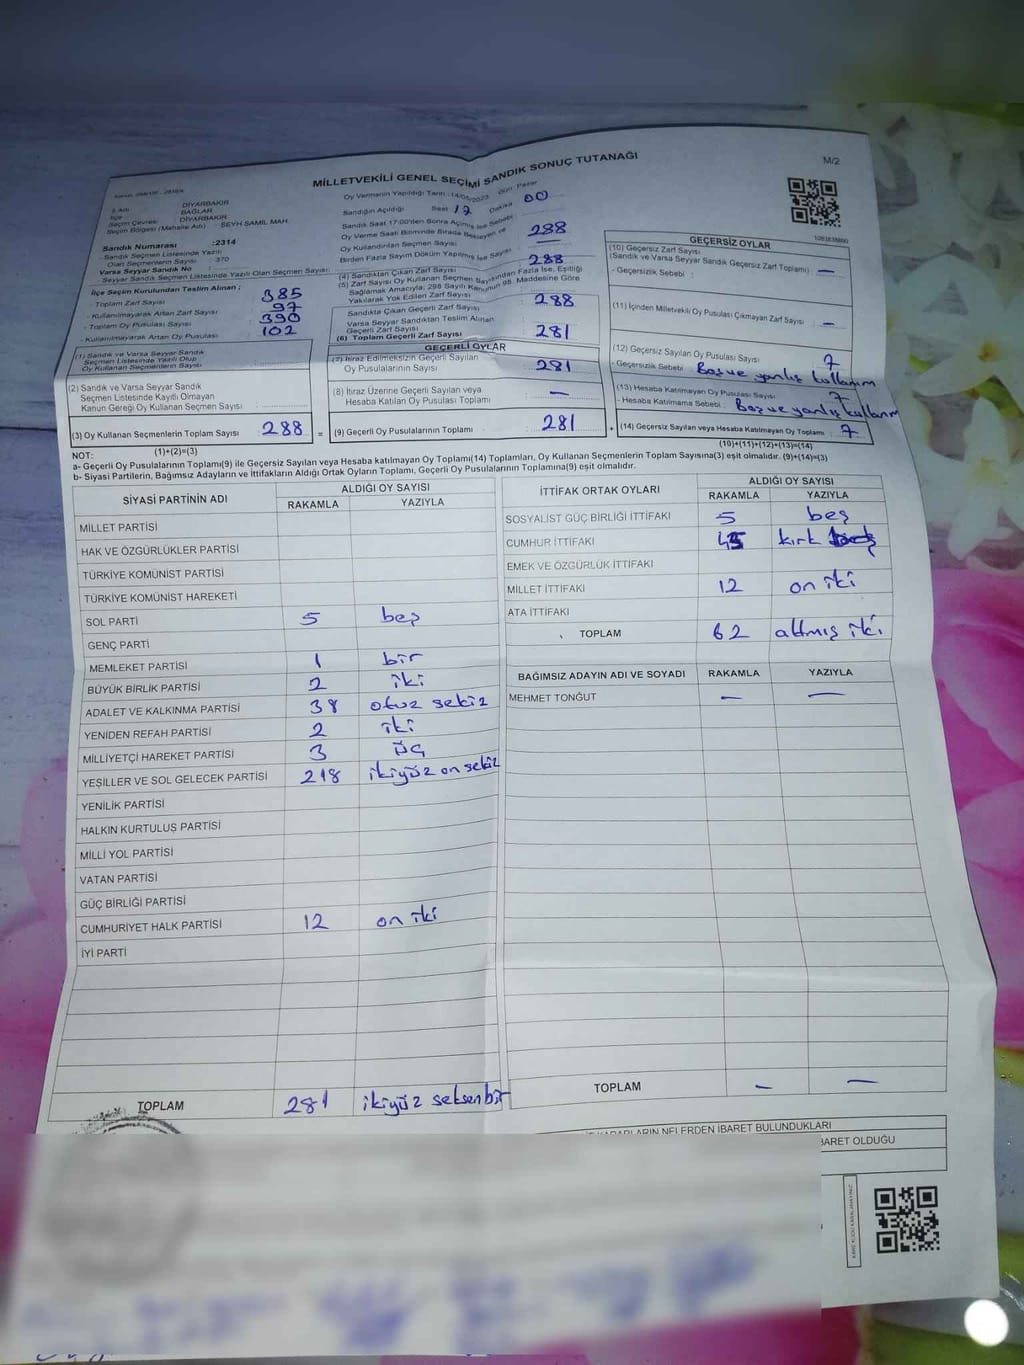 MİLLETVEKİLİ GENEL SEÇİMİ SANDIK SONUÇ TUTANAĞI
M/2
İl Adı : DİYARBAKIR
İlçe : BAĞLAR
Seçim Çevresi : DİYARBAKIR
Seçim Bölgesi (Mahalle Adı) : ŞEYH ŞAMİL MAH.
Sandık Numarası :2314
Sandık Seçmen Listesinde Yazılı
Olan Seçmenlerin Sayısı : 370
Varsa Seyyar Sandık No
- Seyyar Sandık Seçmen Listesinde Yazılı Olan Seçmen Sayısı:
İlçe Seçim Kurulundan Teslim Alınan ;
- Toplam Zarf Sayısı : 385
- Kullanılmayarak Artan Zarf Sayısı : 97
- Toplam Oy Pusulası Sayısı : 390
- Kullanılmayarak Artan Oy Pusulası : 102
(1) Sandık ve Varsa Seyyar Sandık
Seçmen Listesinde Yazılı Olup
Oy Kullanan Seçmenlerin Sayısı :
(2) Sandık ve Varsa Seyyar Sandık
Seçmen Listesinde Kayıtlı Olmayan
Kanun Gereği Oy Kullanan Seçmen Sayısı :
(3) Oy Kullanan Seçmenlerin Toplam Sayısı : 288
(1)+(2)=(3)
Oy Vermenin Yapıldığı Tarih :14/05/2023 Gün: Pazar
Sandığın Açıldığı Saat 17 Dakika 00
Sandık Saat 17:00'den Sonra Açılmış İse Sebebi
Oy Verme Saati Bitiminde Sırada Bekleyen ve
Oy Kullandırılan Seçmen Sayısı 288
Birden Fazla Sayım Döküm Yapılmış İse Sayısı: —
(4) Sandıktan Çıkan Zarf Sayısı 288
(5) Zarf Sayısı Oy Kullanan Seçmen Sayısından Fazla İse, Eşitliği
Sağlamak Amacıyla; 298 Sayılı Kanunun 98. Maddesine Göre
Yakılarak Yok Edilen Zarf Sayısı
Sandıkta Çıkan Geçerli Zarf Sayısı : 288
Varsa Seyyar Sandıktan Teslim Alınan
Geçerli Zarf Sayısı
(6) Toplam Geçerli Zarf Sayısı : 281
GEÇERLİ OYLAR
(7) İtiraz Edilmeksizin Geçerli Sayılan
Oy Pusulalarının Sayısı : 281
(8) İtiraz Üzerine Geçerli Sayılan veya
Hesaba Katılan Oy Pusulası Toplamı : —
(9) Geçerli Oy Pusulalarının Toplamı : 281
GEÇERSİZ OYLAR
(10) Geçersiz Zarf Sayısı
(Sandık ve Varsa Seyyar Sandık Geçersiz Zarf Toplamı) : —
- Geçersizlik Sebebi :
(11) İçinden Milletvekili Oy Pusulası Çıkmayan Zarf Sayısı : —
(12) Geçersiz Sayılan Oy Pusulası Sayısı : 7
- Geçersizlik Sebebi : Boş ve yanlış kullanım
(13) Hesaba Katılmayan Oy Pusulası Sayısı : 7
- Hesaba Katılmama Sebebi : Boş ve yanlış kullanım
(14) Geçersiz Sayılan veya Hesaba Katılmayan Oy Toplamı : 7
(10)+(11)+(12)+(13)=(14)
NOT:
a- Geçerli Oy Pusulalarının Toplamı(9) ile Geçersiz Sayılan veya Hesaba katılmayan Oy Toplamı(14) Toplamları, Oy Kullanan Seçmenlerin Toplam Sayısına(3) eşit olmalıdır. (9)+(14)=(3)
b- Siyasi Partilerin, Bağımsız Adayların ve İttifakların Aldığı Ortak Oyların Toplamı, Geçerli Oy Pusulalarının Toplamına(9) eşit olmalıdır.
SİYASİ PARTİNİN ADI ALDIĞI OY SAYISI
RAKAMLA YAZIYLA
MİLLET PARTİSİ
HAK VE ÖZGÜRLÜKLER PARTİSİ
TÜRKİYE KOMÜNİST PARTİSİ
TÜRKİYE KOMÜNİST HAREKETİ
SOL PARTİ 5 beş
GENÇ PARTİ
MEMLEKET PARTİSİ 1 bir
BÜYÜK BİRLİK PARTİSİ 2 iki
ADALET VE KALKINMA PARTİSİ 38 otuz sekiz
YENİDEN REFAH PARTİSİ 2 iki
MİLLİYETÇİ HAREKET PARTİSİ 3 üç
YEŞİLLER VE SOL GELECEK PARTİSİ 218 ikiyüz on sekiz
YENİLİK PARTİSİ
HALKIN KURTULUŞ PARTİSİ
MİLLİ YOL PARTİSİ
VATAN PARTİSİ
GÜÇ BİRLİĞİ PARTİSİ
CUMHURİYET HALK PARTİSİ 12 on iki
İYİ PARTİ
TOPLAM 281 ikiyüz seksen bir
İTTİFAK ORTAK OYLARI ALDIĞI OY SAYISI
RAKAMLA YAZIYLA
SOSYALİST GÜÇ BİRLİĞİ İTTİFAKI 5 beş
CUMHUR İTTİFAKI 45 kırk beş
EMEK VE ÖZGÜRLÜK İTTİFAKI
MİLLET İTTİFAKI 12 on iki
ATA İTTİFAKI
TOPLAM 62 altmış iki
BAĞIMSIZ ADAYIN ADI VE SOYADI RAKAMLA YAZIYLA
MEHMET TONĞUT — —
TOPLAM — —
KARARLARIN NELERDEN İBARET BULUNDUKLARI
İBARET OLDUĞU